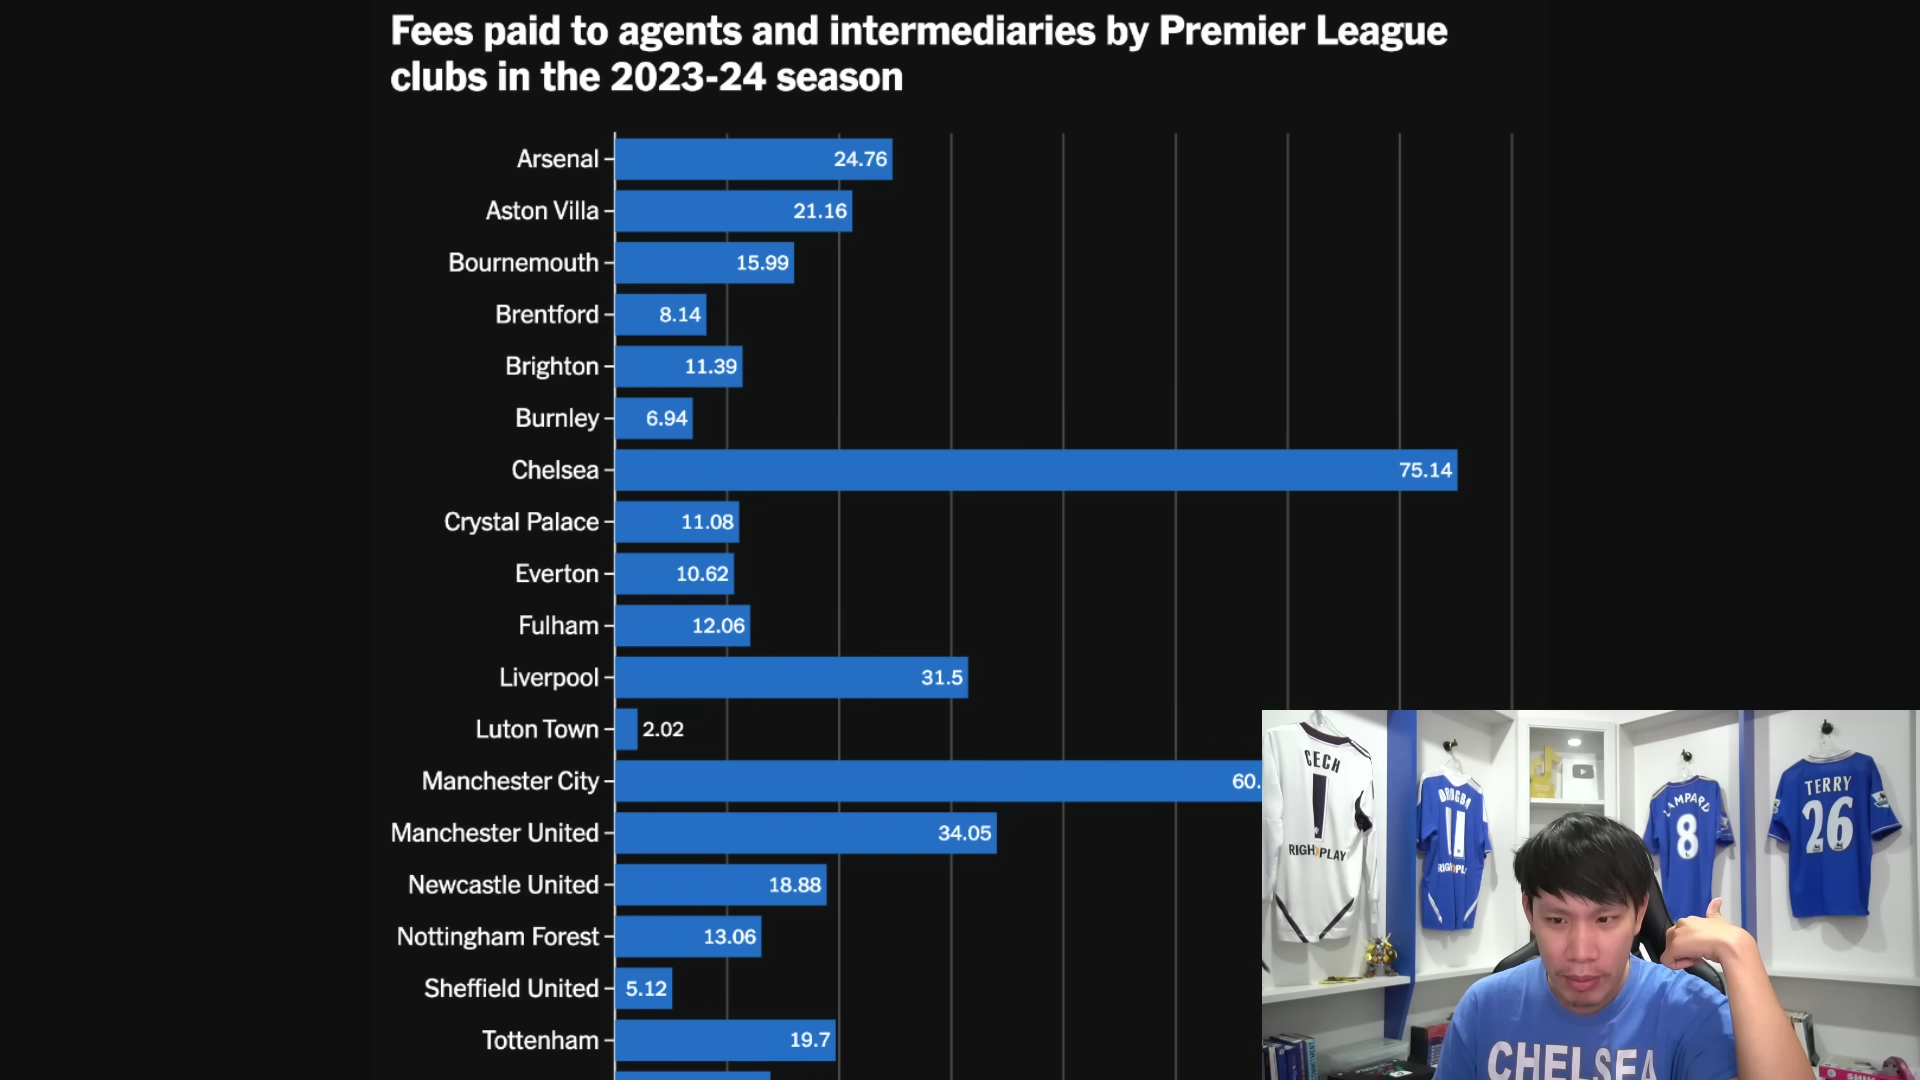 Fees paid to agents and intermediaries by Premier League
clubs in the 2023-24 season
Arsenal 24.76
Aston Villa 21.16
Bournemouth 15.99
Brentford 8.14
Brighton 11.39
Burnley 6.94
Chelsea 75.14
Crystal Palace 11.08
Everton 10.62
Fulham 12.06
Liverpool 31.5
Luton Town 2.02
Manchester City 60.
Manchester United 34.05
Newcastle United 18.88
Nottingham Forest 13.06
Sheffield United 5.12
Tottenham 19.7
CECH
1
RIGHT PLAY
DROGBA
11
LAMPARD
8
TERRY
26
CHELSEA